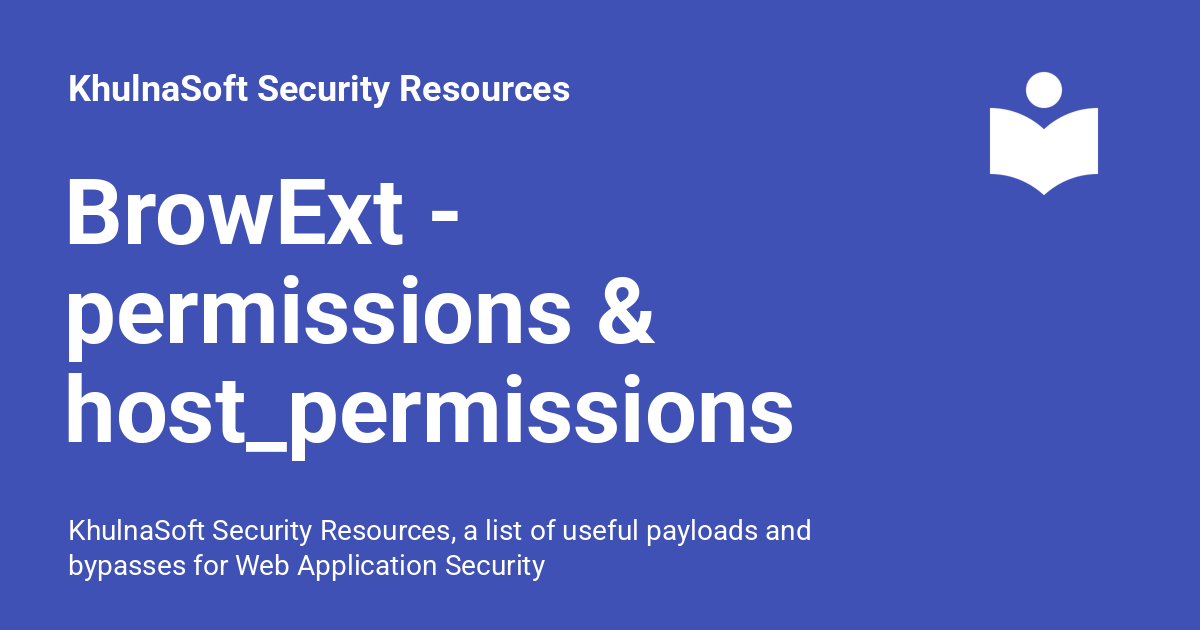 KhulnaSoft Security Resources
BrowExt -
permissions &
host_permissions
KhulnaSoft Security Resources, a list of useful payloads and
bypasses for Web Application Security